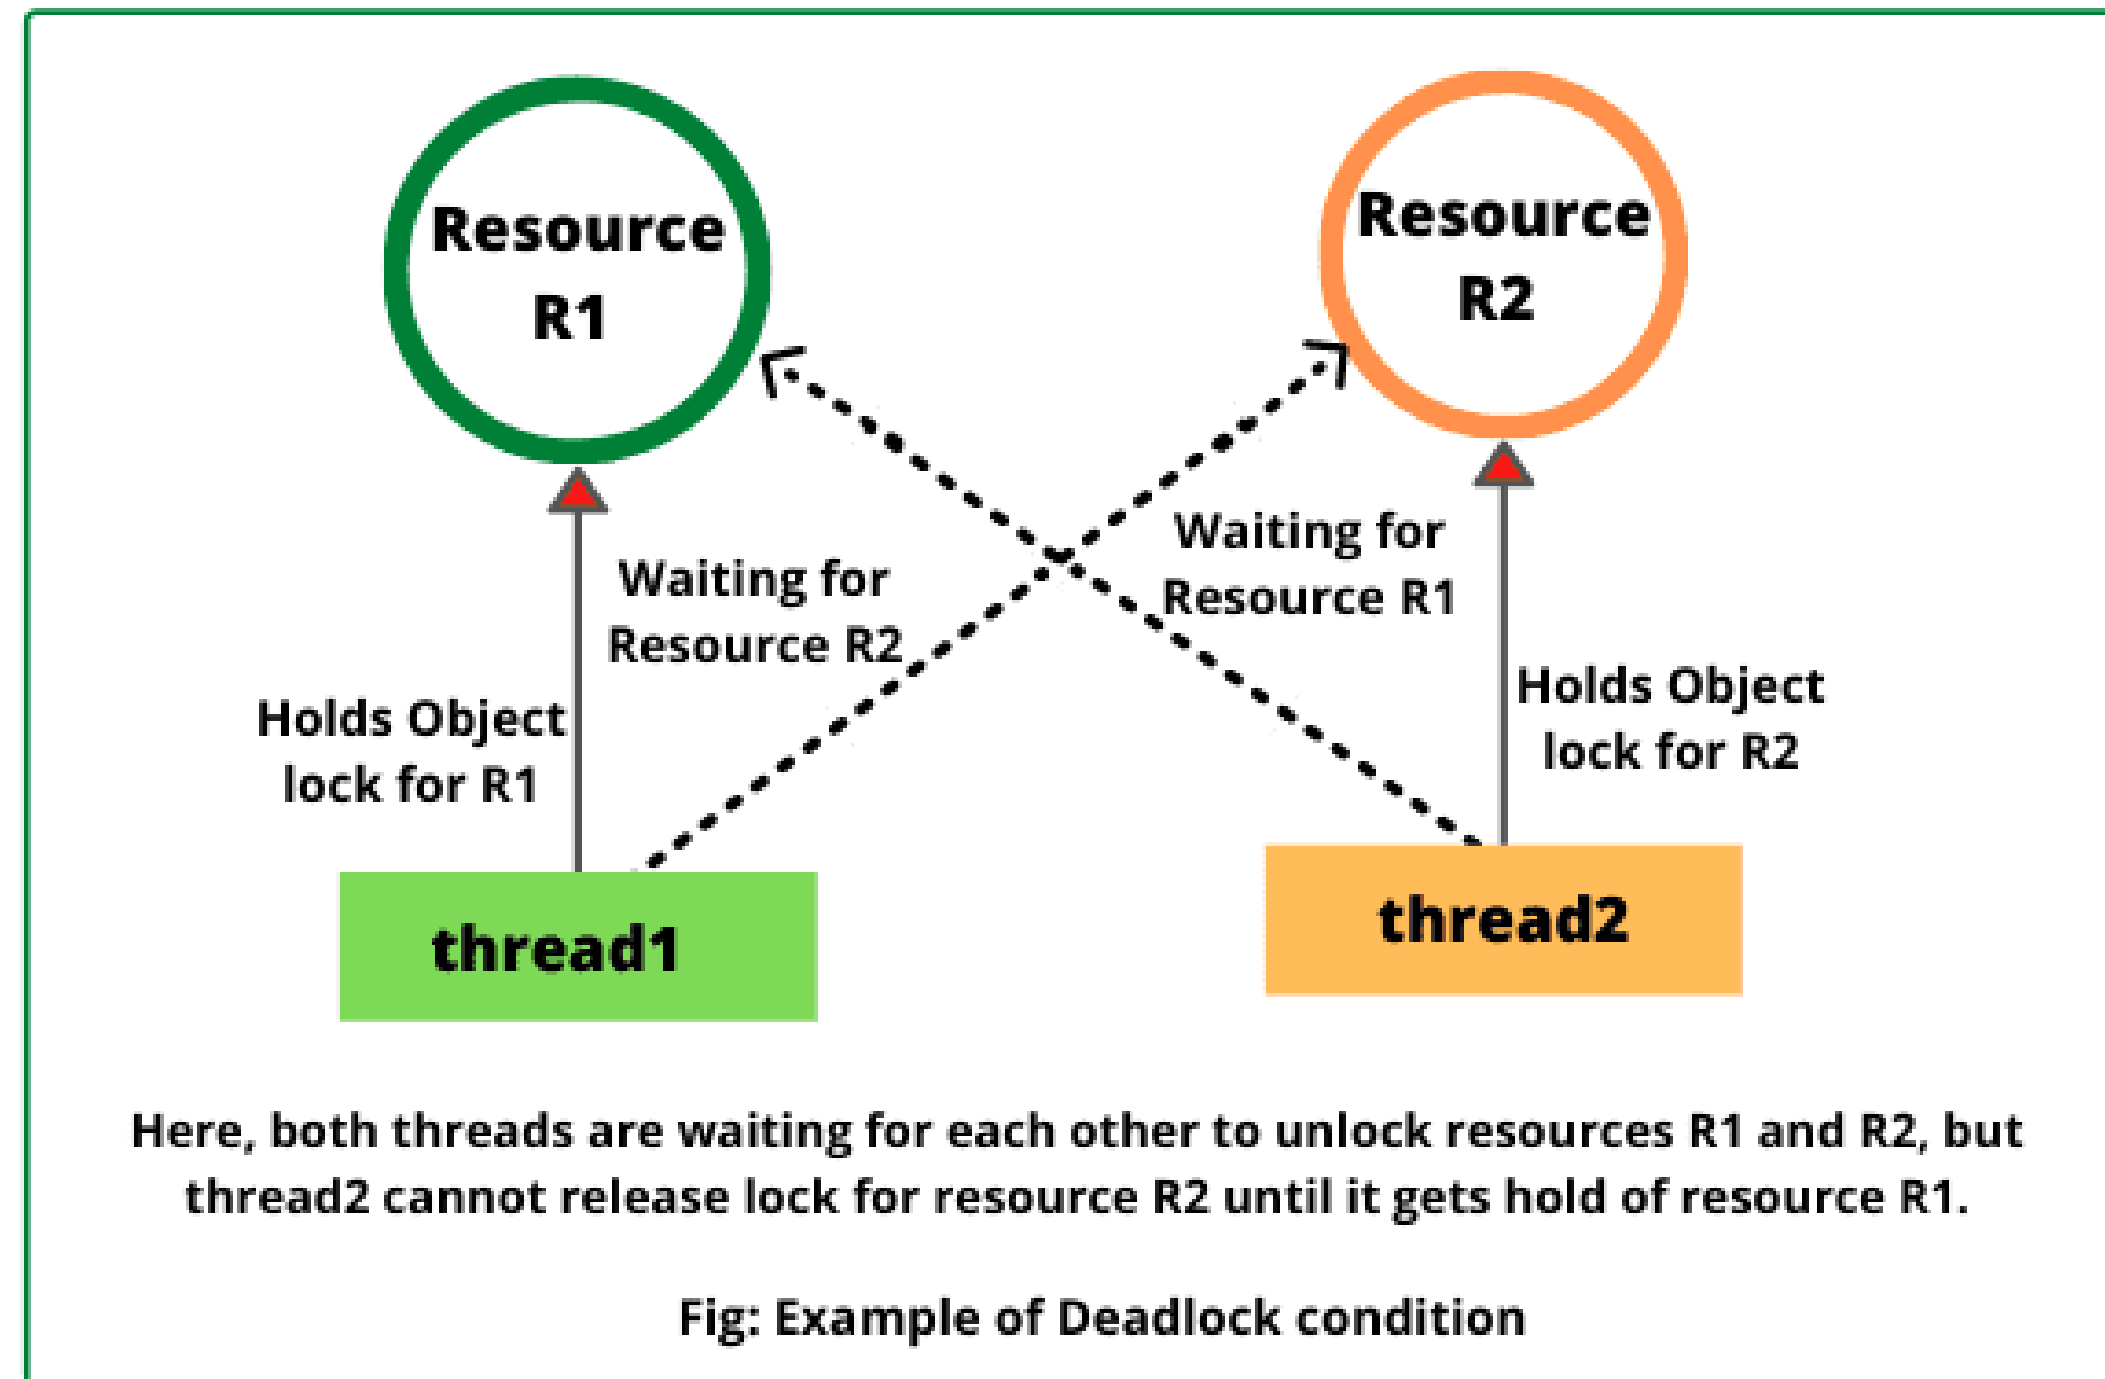 Resource
R1
Resource
R2
Waiting for
Resource R2
Waiting for
Resource R1
Holds Object
lock for R1
Holds Object
lock for R2
thread1
thread2
Here, both threads are waiting for each other to unlock resources R1 and R2, but
thread2 cannot release lock for resource R2 until it gets hold of resource R1.
Fig: Example of Deadlock condition